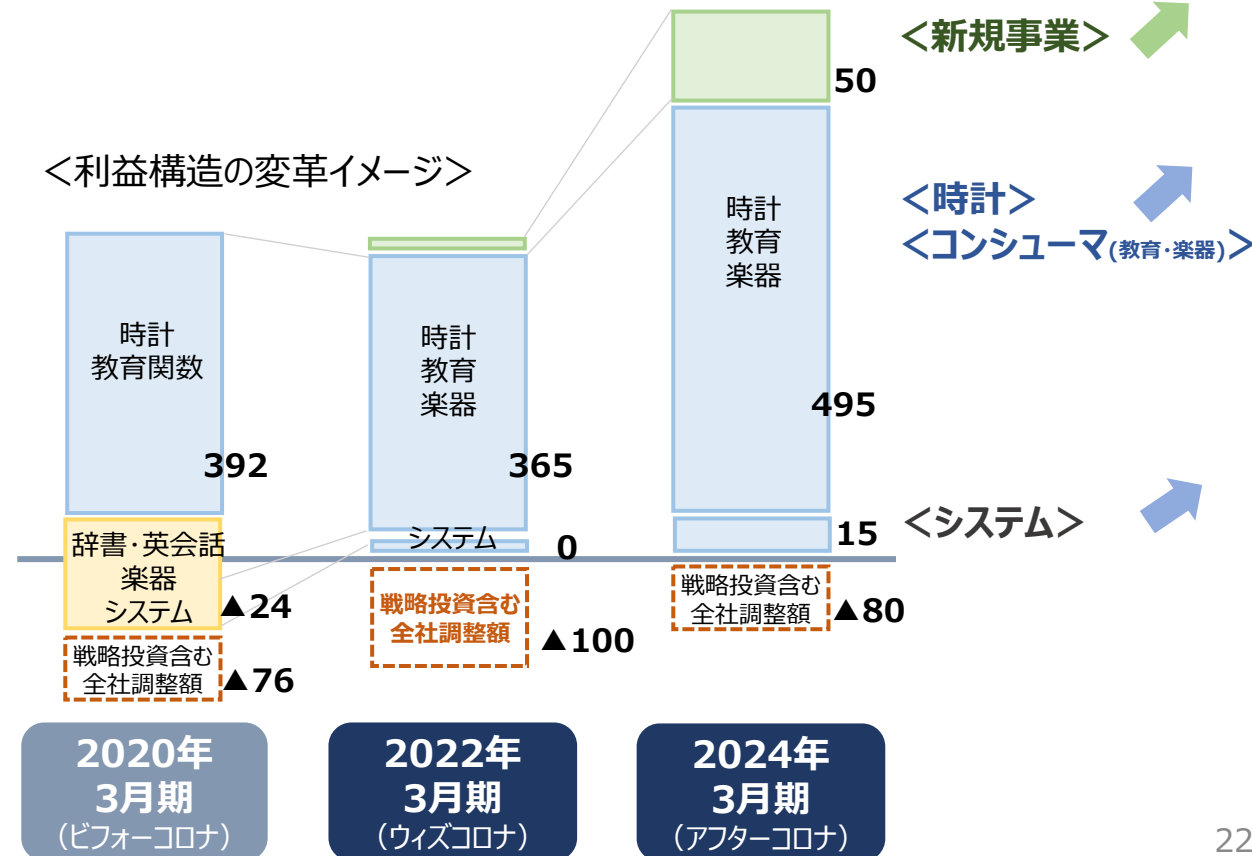 ＜利益構造の変革イメージ＞
時計
教育関数
392
辞書・英会話
楽器
システム
▲24
戦略投資含む
全社調整額
▲76
2020年
3月期
（ビフォーコロナ）
時計
教育
楽器
365
システム
0
戦略投資含む
全社調整額
▲100
2022年
3月期
（ウィズコロナ）
50
時計
教育
楽器
495
15
戦略投資含む
全社調整額
▲80
2024年
3月期
（アフターコロナ）
＜新規事業＞
＜時計＞
＜コンシューマ(教育・楽器)＞
＜システム＞
22